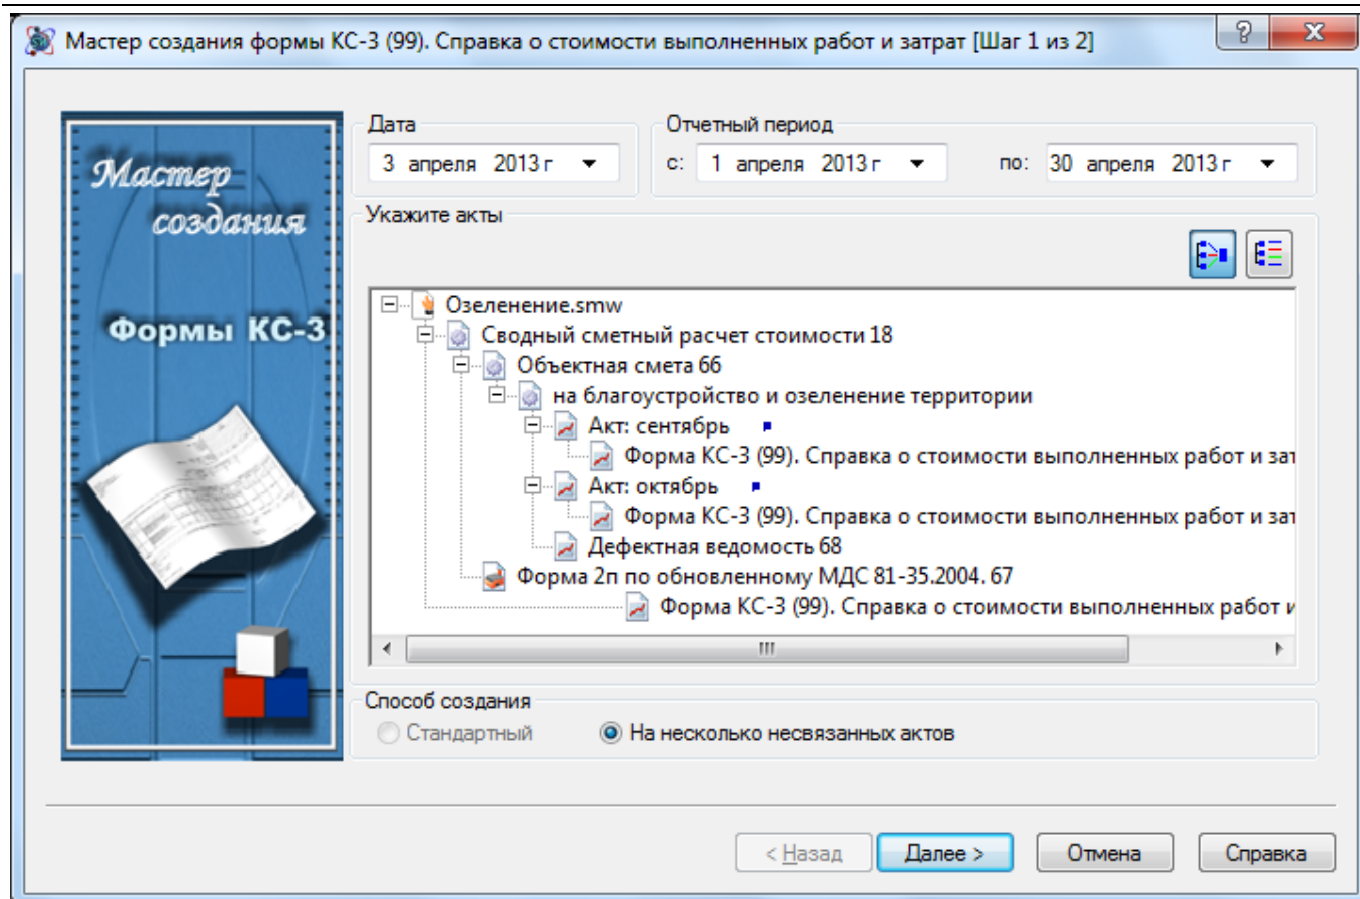 Мастер создания формы КС-3 (99). Справка о стоимости выполненных работ и затрат [Шаг 1 из 2]
Мастер
создания
Формы КС-3
Дата
3 апреля 2013 г
Отчетный период
с: 1 апреля 2013 г по: 30 апреля 2013 г
Укажите акты
Озеленение.smw
Сводный сметный расчет стоимости 18
Объектная смета 66
на благоустройство и озеленение территории
Акт: сентябрь
Форма КС-3 (99). Справка о стоимости выполненных работ и зат
Акт: октябрь
Форма КС-3 (99). Справка о стоимости выполненных работ и зат
Дефектная ведомость 68
Форма 2п по обновленному МДС 81-35.2004. 67
Форма КС-3 (99). Справка о стоимости выполненных работ и
Способ создания
Стандартный На несколько несвязанных актов
< Назад Далее > Отмена Справка